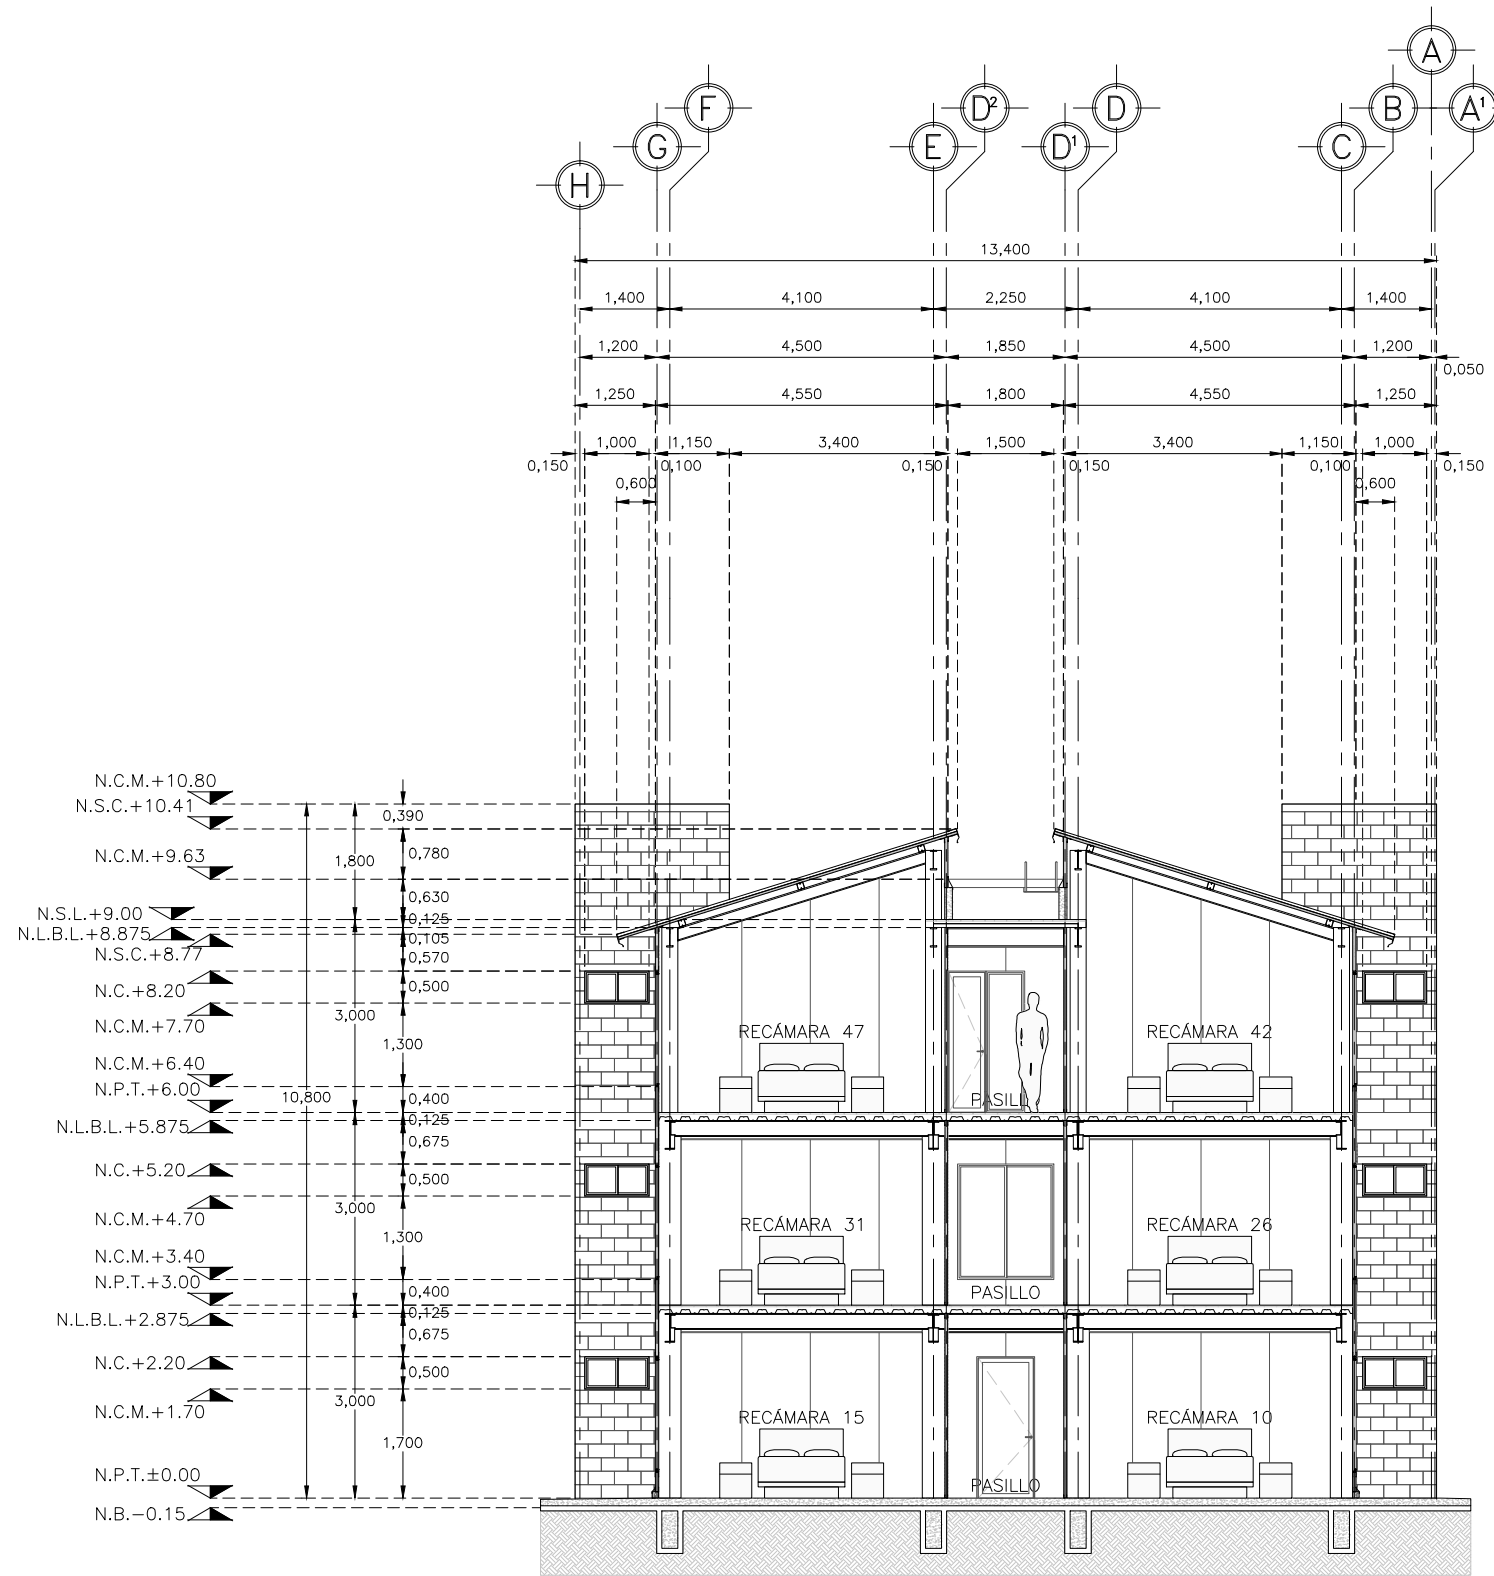 A
F D² D B A¹
G E D¹ C
H
13,400
1,400 4,100 2,250 4,100 1,400
1,200 4,500 1,850 4,500 1,200
0,050
1,250 4,550 1,800 4,550 1,250
1,000 1,150 3,400 1,500 3,400 1,150 1,000
0,150 0,100 0,150 0,150 0,100 0,150
0,600 0,600
N.C.M.+10.80
N.S.C.+10.41
0,390
N.C.M.+9.63
0,780
1,800
0,630
N.S.L.+9.00
0,125
N.L.B.L.+8.875
0,105
N.S.C.+8.77
0,570
N.C.+8.20
0,500
3,000
N.C.M.+7.70
RECÁMARA 47 RECÁMARA 42
1,300
N.C.M.+6.40
N.P.T.+6.00
10,800
0,400
PASILLO
0,125
N.L.B.L.+5.875
0,675
N.C.+5.20
0,500
3,000
N.C.M.+4.70
RECÁMARA 31 RECÁMARA 26
1,300
N.C.M.+3.40
N.P.T.+3.00
0,400
PASILLO
0,125
N.L.B.L.+2.875
0,675
N.C.+2.20
0,500
3,000
N.C.M.+1.70
RECÁMARA 15 RECÁMARA 10
1,700
N.P.T.±0.00
PASILLO
N.B.−0.15